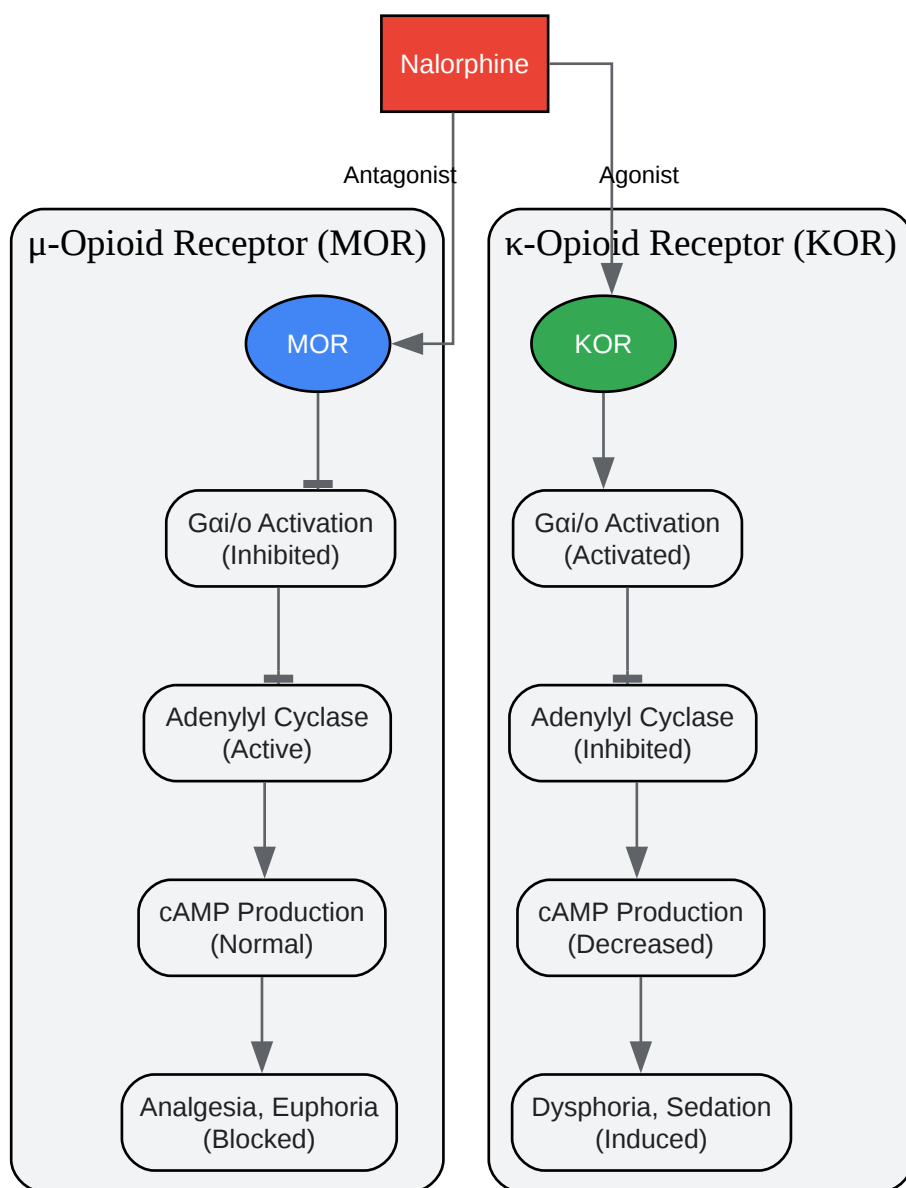 Nalorphine
Antagonist
Agonist
μ-Opioid Receptor (MOR)
MOR
Gαi/o Activation
(Inhibited)
Adenylyl Cyclase
(Active)
cAMP Production
(Normal)
Analgesia, Euphoria
(Blocked)
κ-Opioid Receptor (KOR)
KOR
Gαi/o Activation
(Activated)
Adenylyl Cyclase
(Inhibited)
cAMP Production
(Decreased)
Dysphoria, Sedation
(Induced)